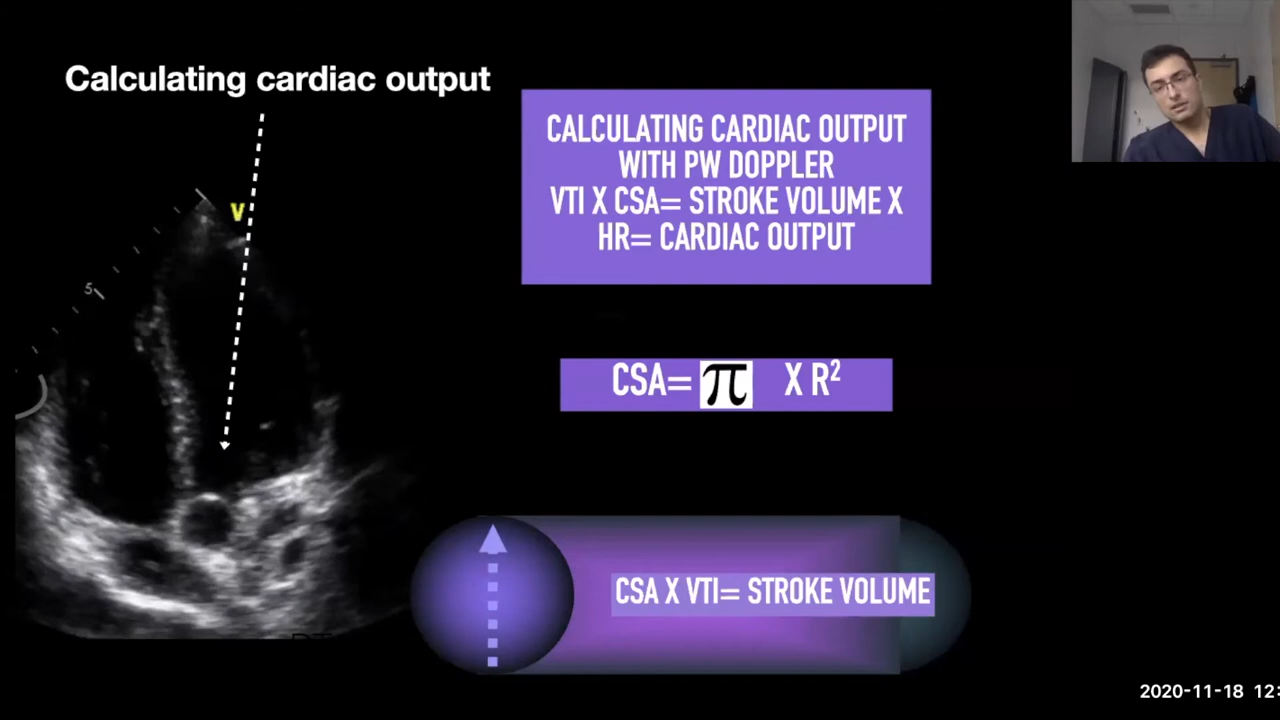 Calculating cardiac output
V
5
CALCULATING CARDIAC OUTPUT
WITH PW DOPPLER
VTI X CSA= STROKE VOLUME X
HR= CARDIAC OUTPUT
CSA= π X R²
CSA X VTI= STROKE VOLUME
2020-11-18 12: